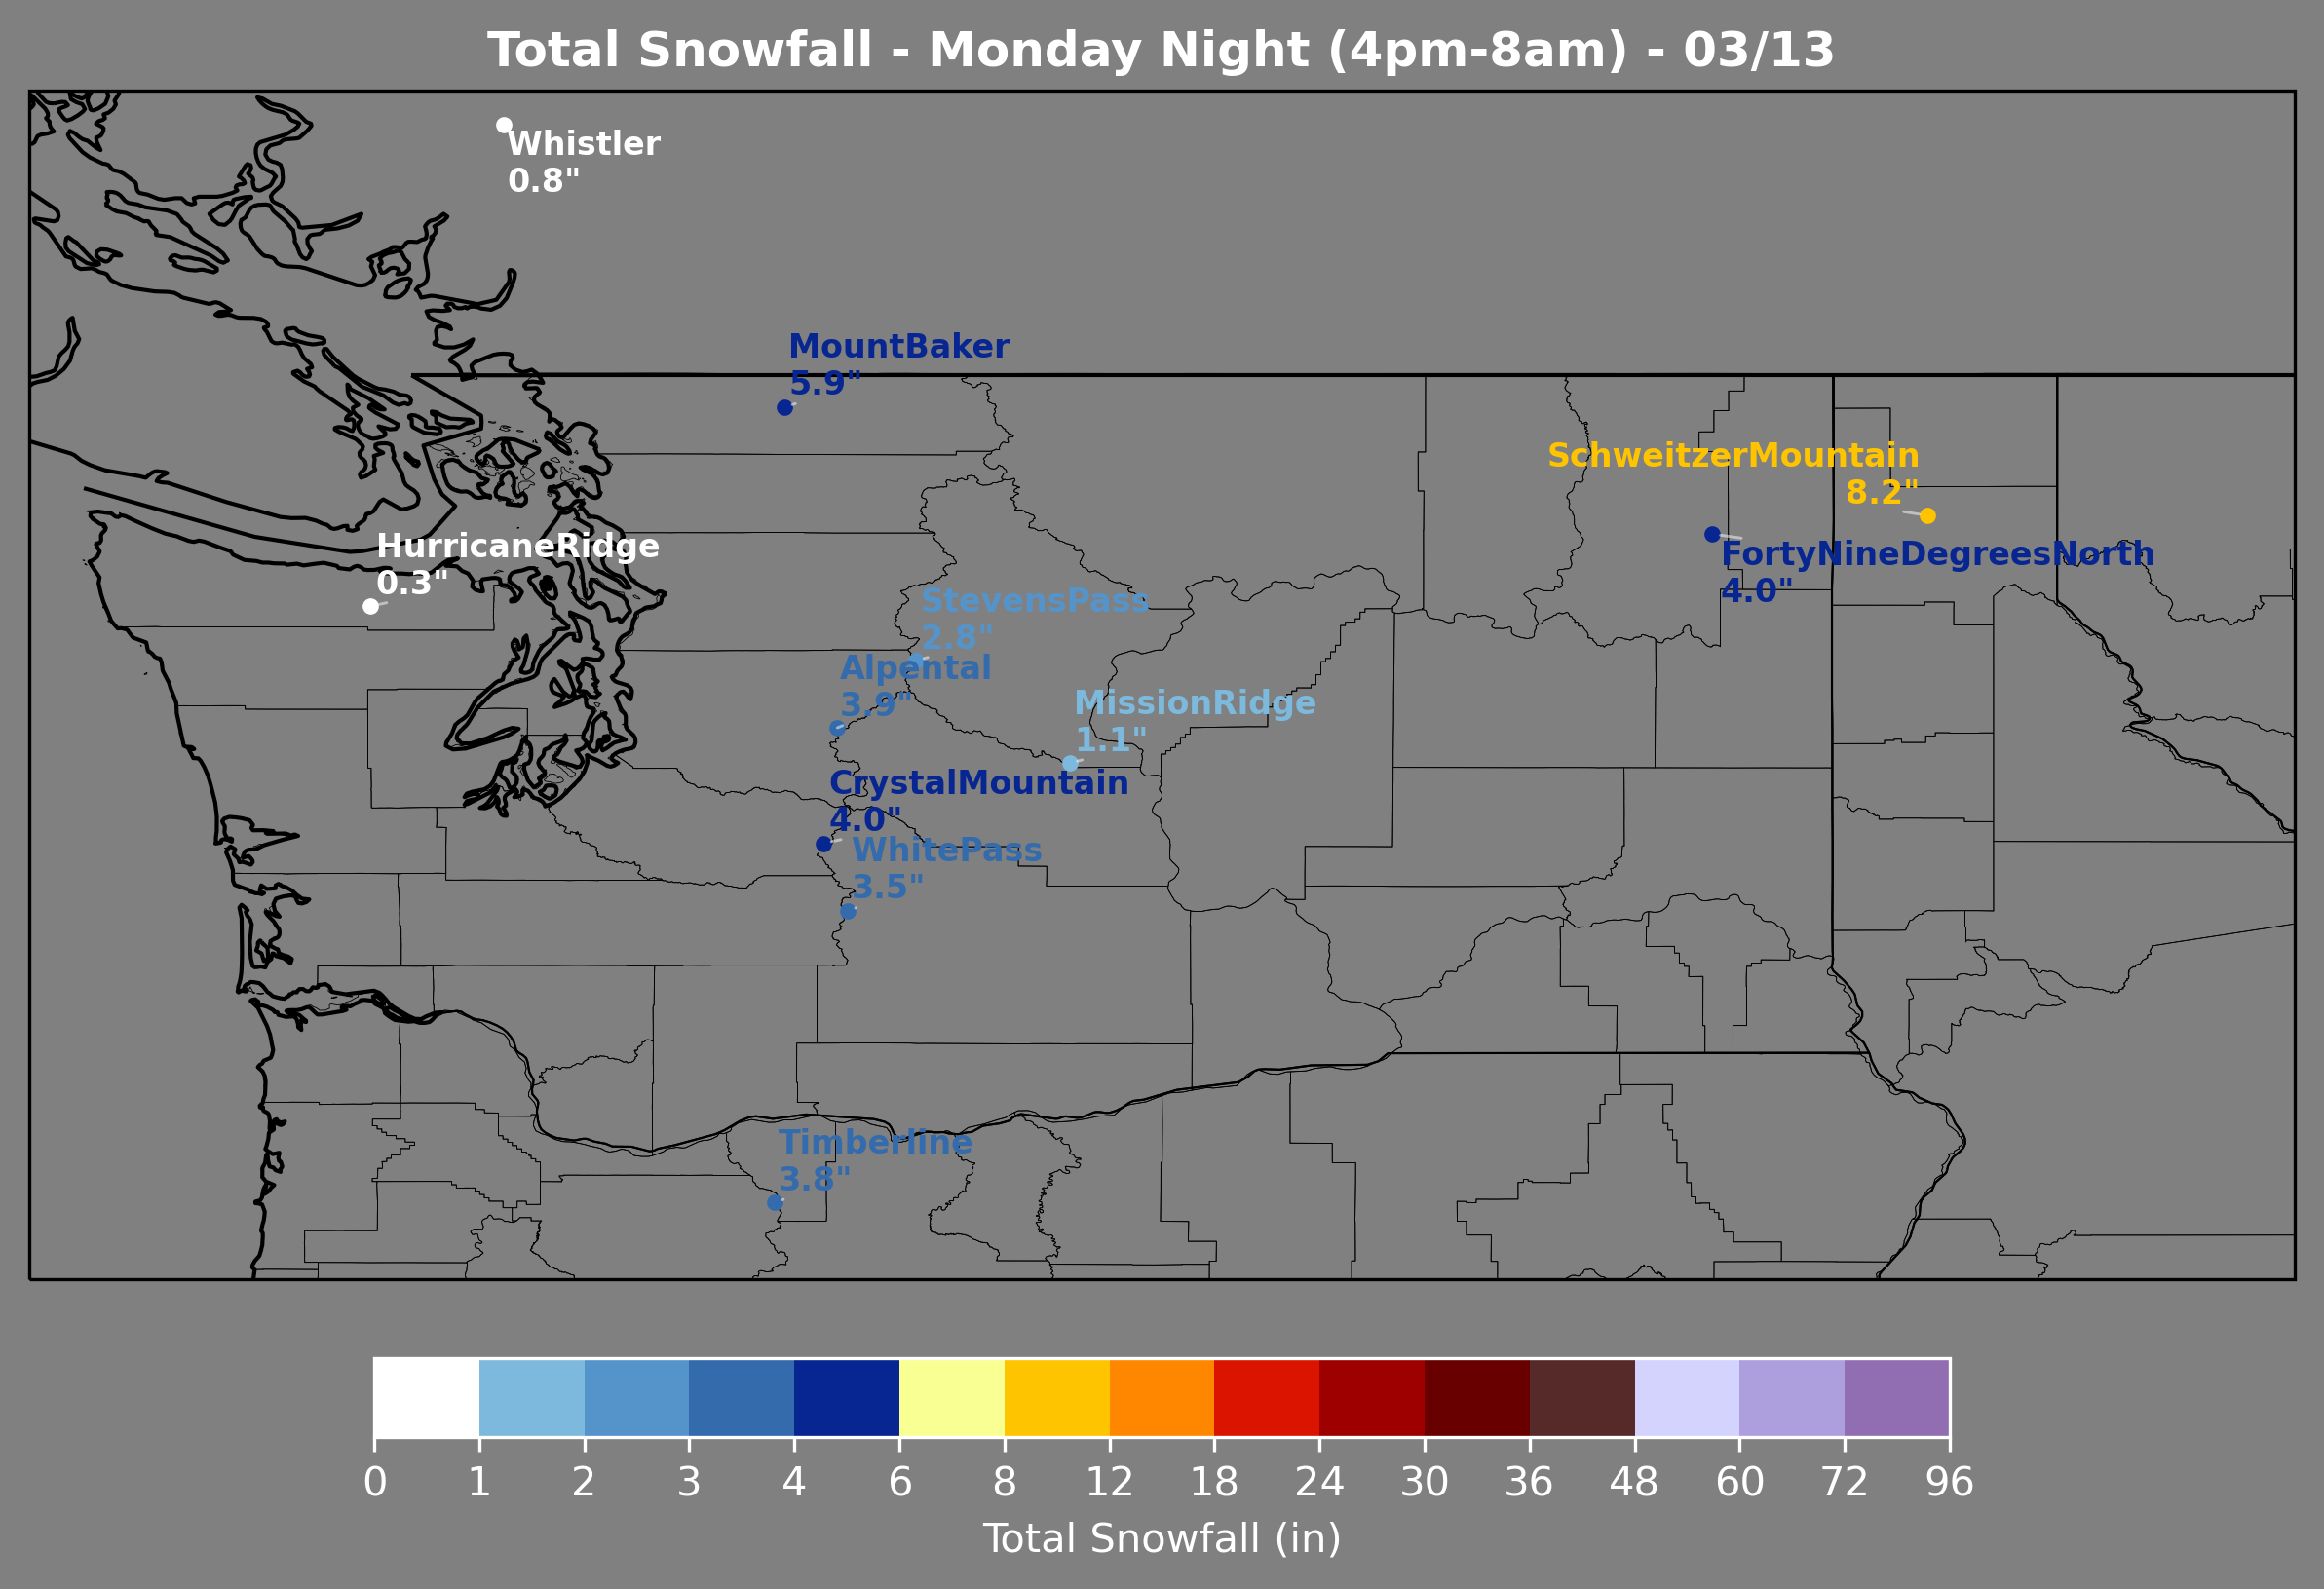 Total Snowfall - Monday Night (4pm-8am) - 03/13
Whistler
0.8"
MountBaker
5.9"
SchweitzerMountain
8.2"
FortyNineDegreesNorth
4.0"
HurricaneRidge
0.3"
StevensPass
2.8"
Alpental
3.9"
MissionRidge
1.1"
CrystalMountain
4.0"
WhitePass
3.5"
Timberline
3.8"
0 1 2 3 4 6 8 12 18 24 30 36 48 60 72 96
Total Snowfall (in)